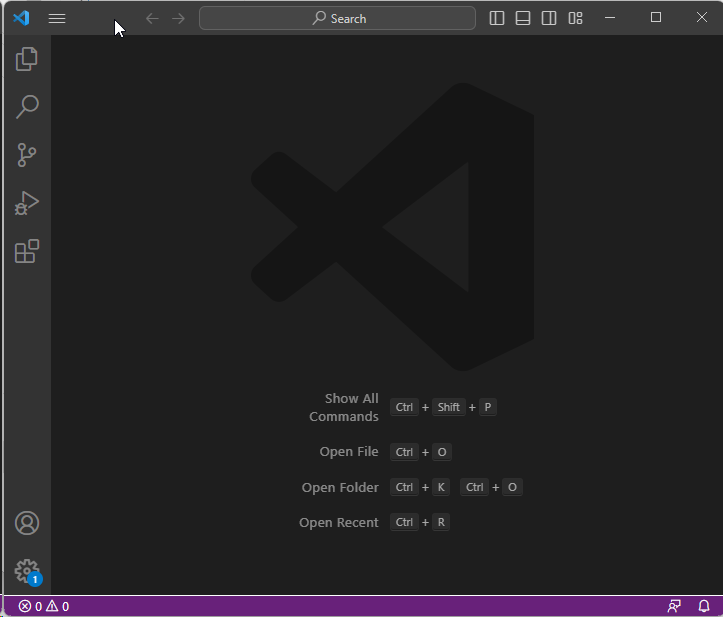 Search
Show All
Commands
Ctrl + Shift + P
Open File
Ctrl + O
Open Folder
Ctrl + K Ctrl + O
Open Recent
Ctrl + R
1
0 0